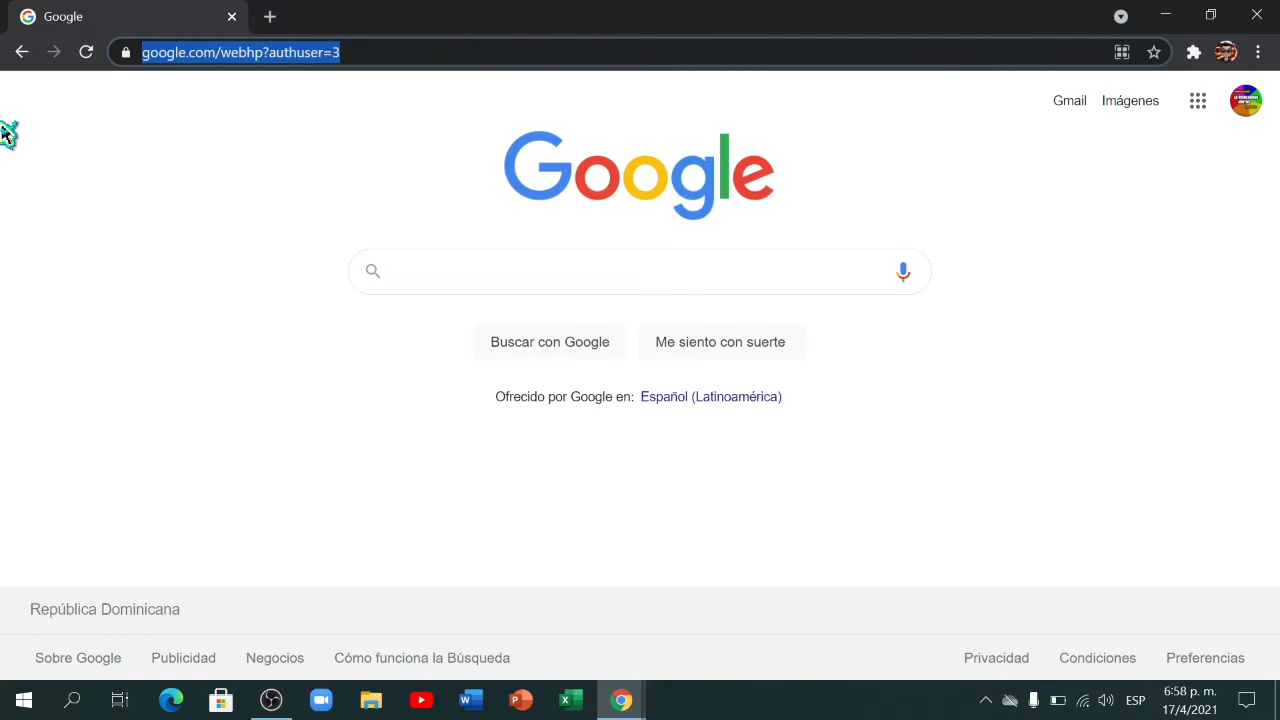 Google
google.com/webhp?authuser=3
Gmail Imágenes
Google
Buscar con Google Me siento con suerte
Ofrecido por Google en: Español (Latinoamérica)
República Dominicana
Sobre Google Publicidad Negocios Cómo funciona la Búsqueda Privacidad Condiciones Preferencias
ESP
6:58 p. m.
17/4/2021